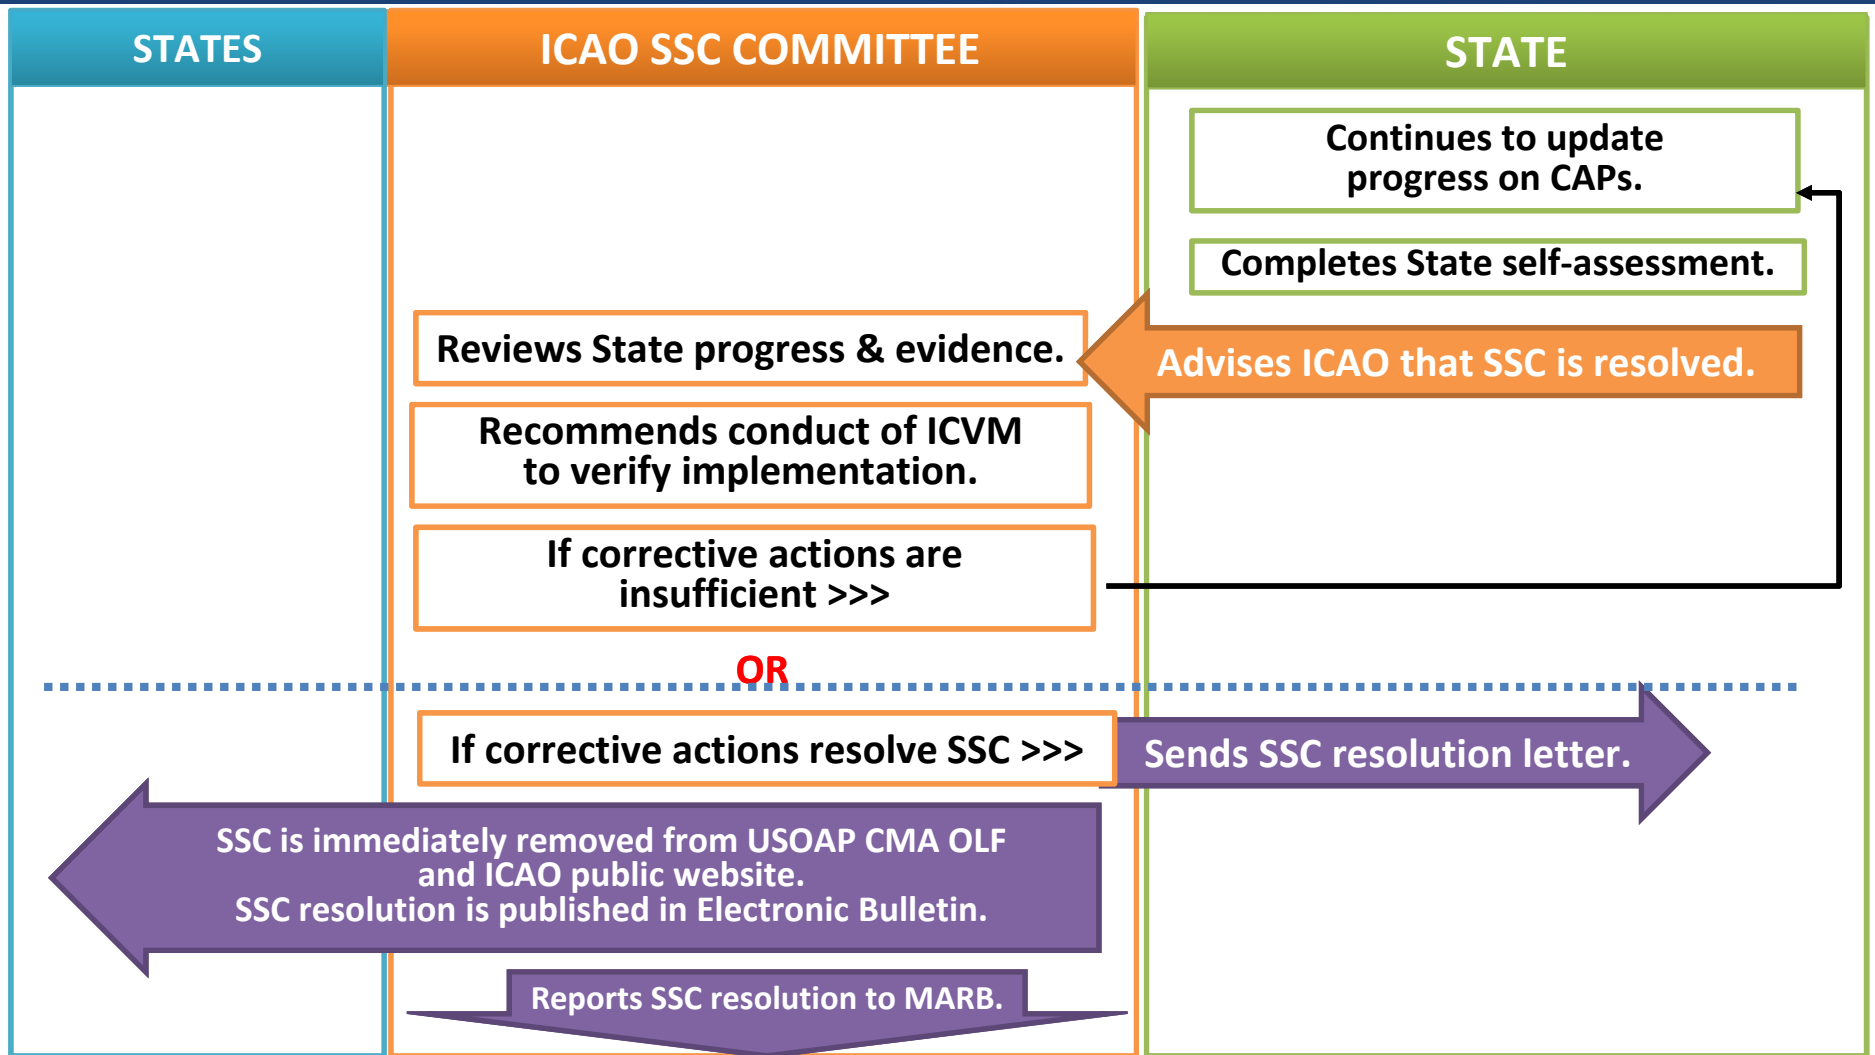 STATES
ICAO SSC COMMITTEE
STATE
Continues to update
progress on CAPs.
Completes State self-assessment.
Reviews State progress & evidence.
Advises ICAO that SSC is resolved.
Recommends conduct of ICVM
to verify implementation.
If corrective actions are
insufficient >>>
OR
If corrective actions resolve SSC >>>
Sends SSC resolution letter.
SSC is immediately removed from USOAP CMA OLF
and ICAO public website.
SSC resolution is published in Electronic Bulletin.
Reports SSC resolution to MARB.